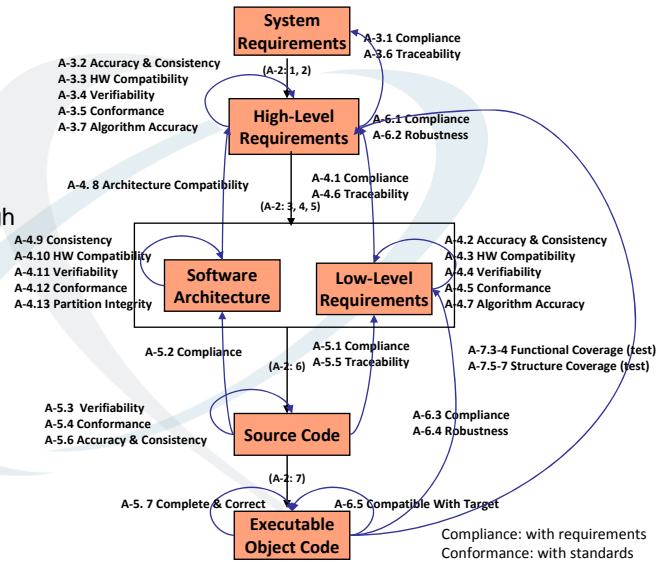 System
Requirements
A-3.1 Compliance
A-3.6 Traceability
A-3.2 Accuracy & Consistency
A-3.3 HW Compatibility
A-3.4 Verifiability
A-3.5 Conformance
A-3.7 Algorithm Accuracy
(A-2: 1, 2)
High-Level
Requirements
A-6.1 Compliance
A-6.2 Robustness
A-4. 8 Architecture Compatibility
A-4.1 Compliance
A-4.6 Traceability
(A-2: 3, 4, 5)
gh
A-4.9 Consistency
A-4.10 HW Compatibility
A-4.11 Verifiability
A-4.12 Conformance
A-4.13 Partition Integrity
Software
Architecture
Low-Level
Requirements
A-4.2 Accuracy & Consistency
A-4.3 HW Compatibility
A-4.4 Verifiability
A-4.5 Conformance
A-4.7 Algorithm Accuracy
A-5.2 Compliance
(A-2: 6)
A-5.1 Compliance
A-5.5 Traceability
A-7.3-4 Functional Coverage (test)
A-7.5-7 Structure Coverage (test)
A-5.3 Verifiability
A-5.4 Conformance
A-5.6 Accuracy & Consistency
Source Code
A-6.3 Compliance
A-6.4 Robustness
(A-2: 7)
A-5. 7 Complete & Correct
A-6.5 Compatible With Target
Executable
Object Code
Compliance: with requirements
Conformance: with standards